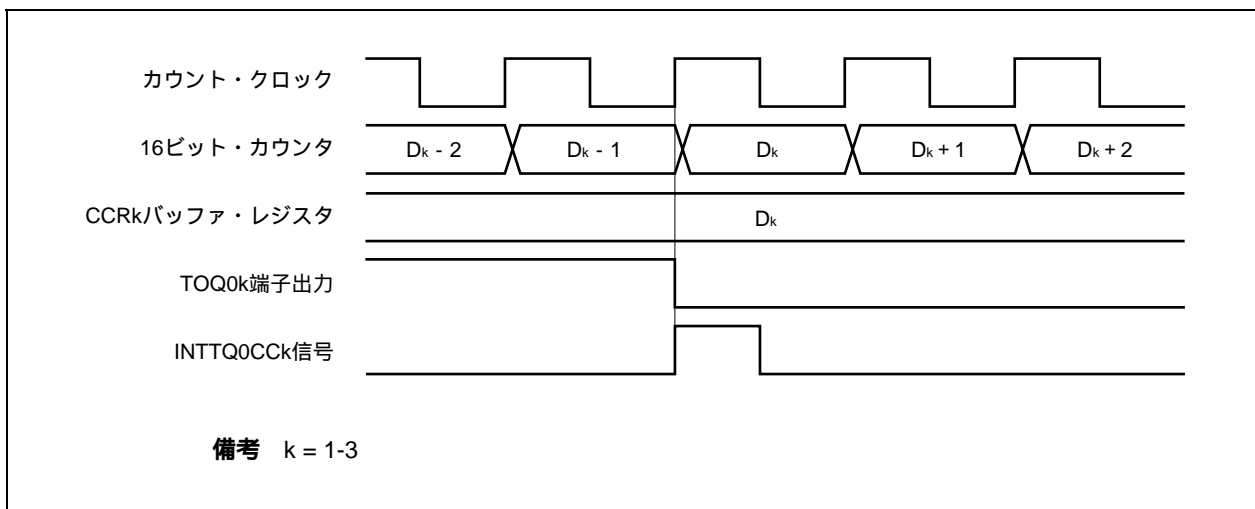 カウント・クロック
16ビット・カウンタ
Dk - 2
Dk - 1
Dk
Dk + 1
Dk + 2
CCRkバッファ・レジスタ
Dk
TOQ0k端子出力
INTTQ0CCk信号
備考 k = 1-3